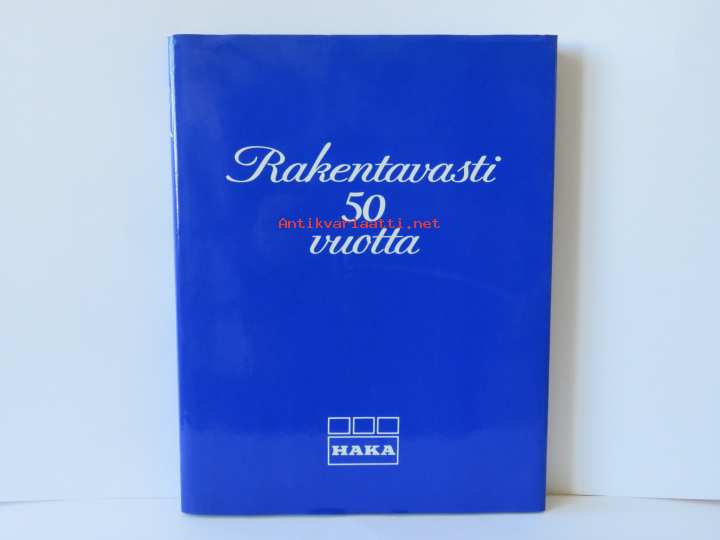 Rakentavasti
50
Antikvariaatti.net
vuotta
HAKA